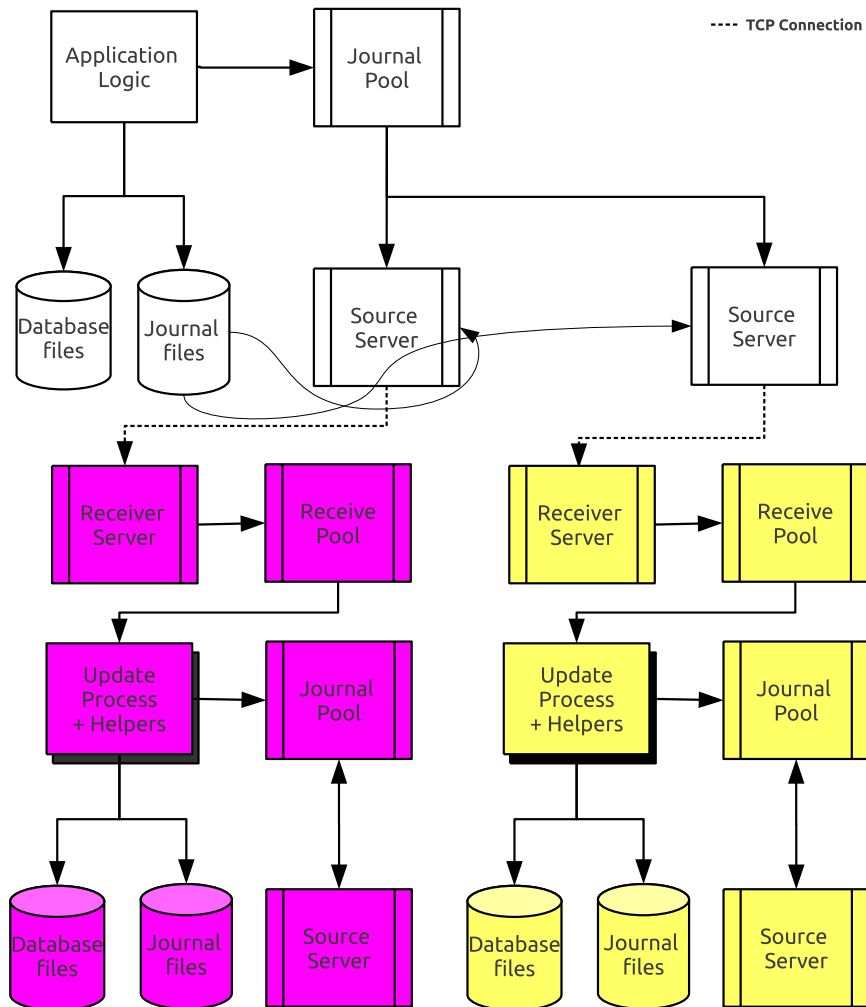 Application
Logic
Journal
Pool
TCP Connection
Database
files
Journal
files
Source
Server
Source
Server
Receiver
Server
Receive
Pool
Receiver
Server
Receive
Pool
Update
Process
+ Helpers
Journal
Pool
Update
Process
+ Helpers
Journal
Pool
Database
files
Journal
files
Source
Server
Database
files
Journal
files
Source
Server